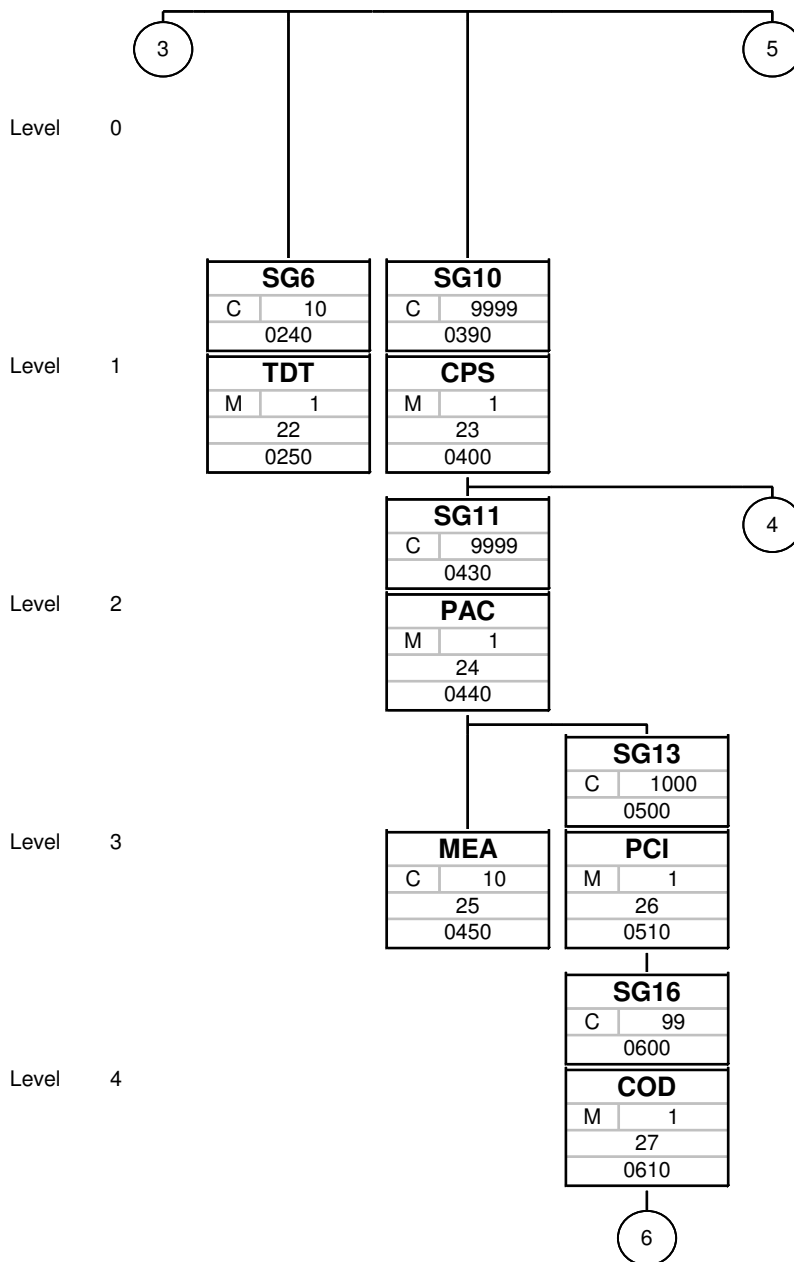 3 5
Level 0
SG6 SG10
C 10 C 9999
0240 0390
Level 1
TDT CPS
M 1 M 1
22 23
0250 0400
SG11
4
C 9999
0430
Level 2
PAC
M 1
24
0440
SG13
C 1000
0500
Level 3
MEA PCI
C 10 M 1
25 26
0450 0510
SG16
C 99
0600
Level 4
COD
M 1
27
0610
6